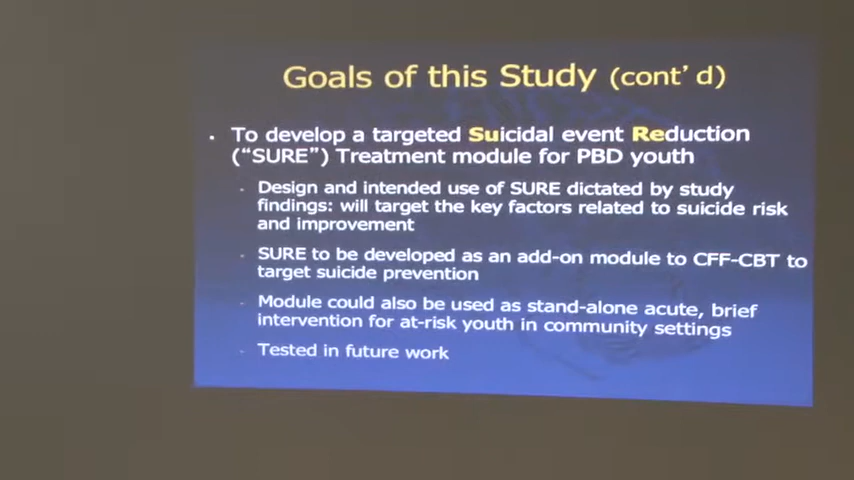 Goals of this Study (cont'd)
• To develop a targeted Suicidal event Reduction
("SURE") Treatment module for PBD youth
• Design and intended use of SURE dictated by study
findings: will target the key factors related to suicide risk
and improvement
• SURE to be developed as an add-on module to CFF-CBT to
target suicide prevention
• Module could also be used as stand-alone acute, brief
intervention for at-risk youth in community settings
• Tested in future work